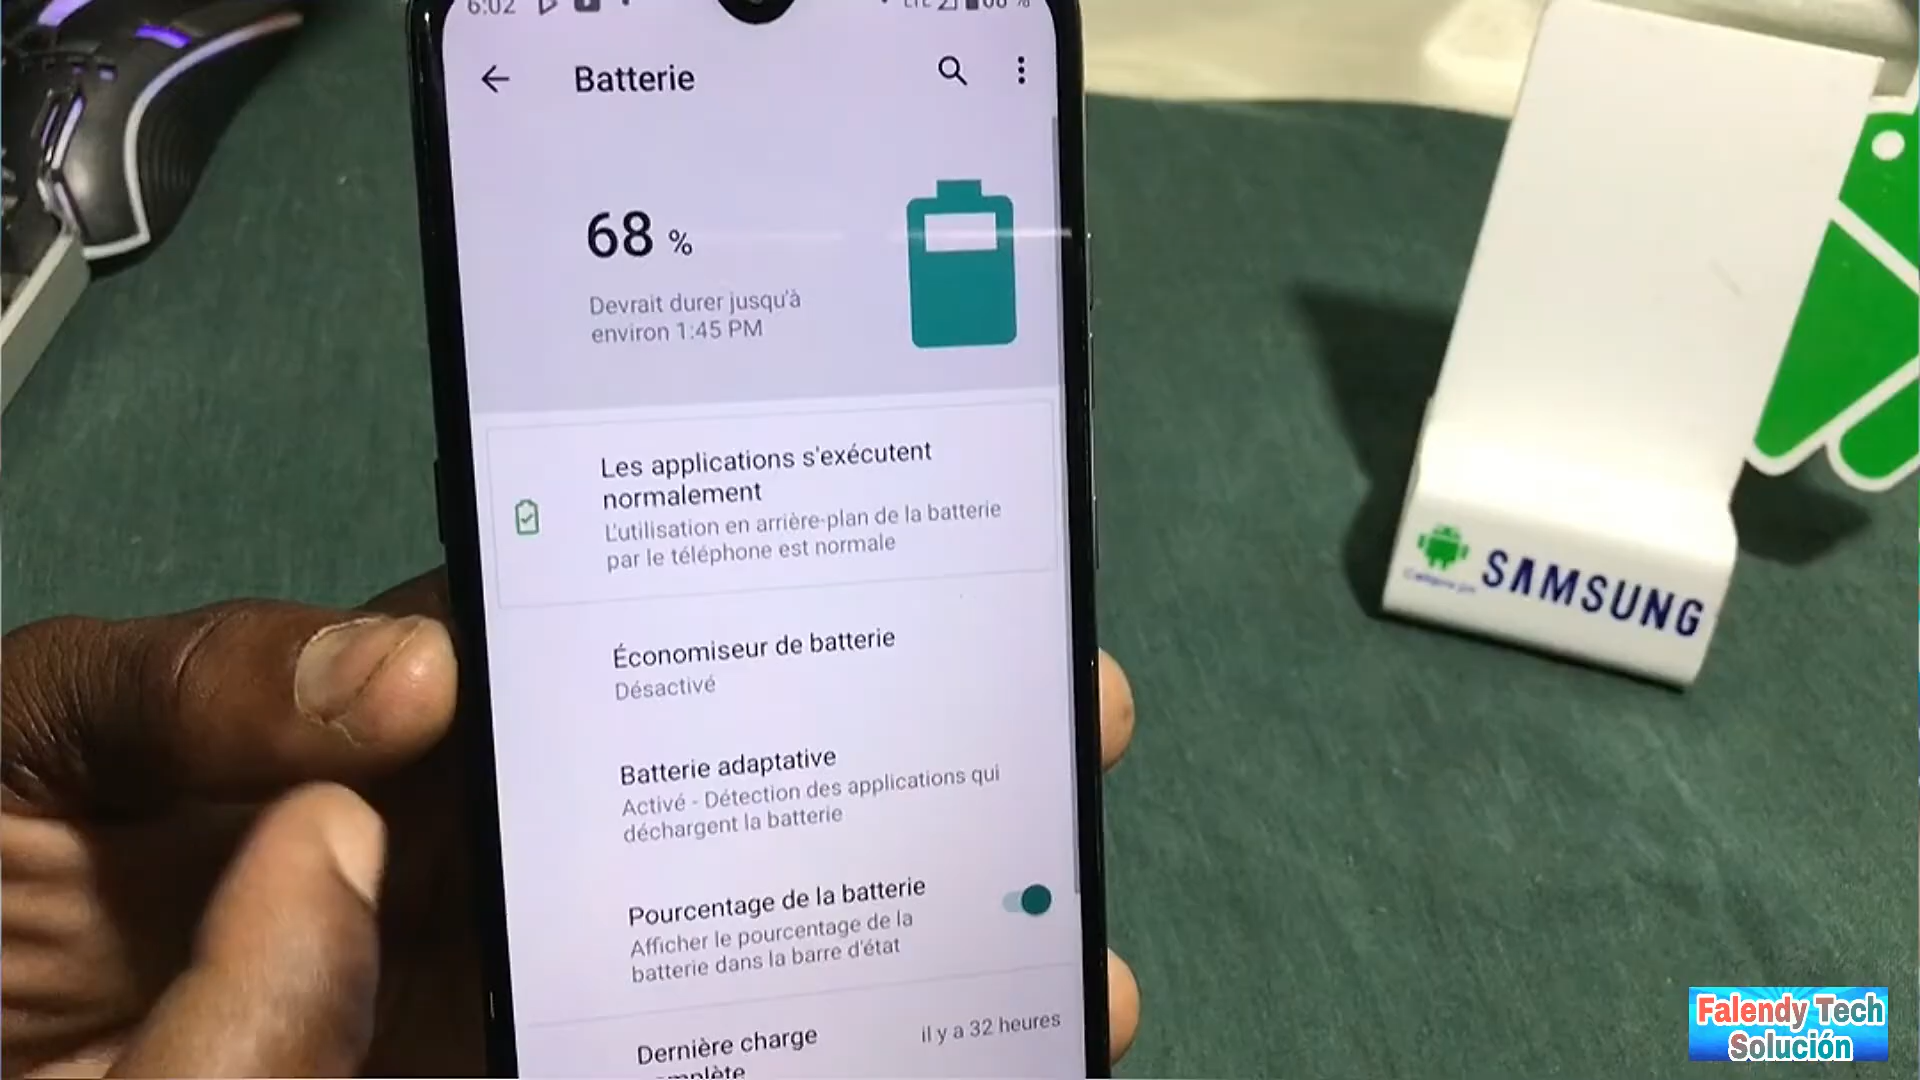 6:02
Batterie
68 %
Devrait durer jusqu'à
environ 1:45 PM
Les applications s'exécutent
normalement
L'utilisation en arrière-plan de la batterie
par le téléphone est normale
Économiseur de batterie
Désactivé
Batterie adaptative
Activé - Détection des applications qui
déchargent la batterie
Pourcentage de la batterie
Afficher le pourcentage de la
batterie dans la barre d'état
Dernière charge
il y a 32 heures
SAMSUNG
Falendy Tech
Solución